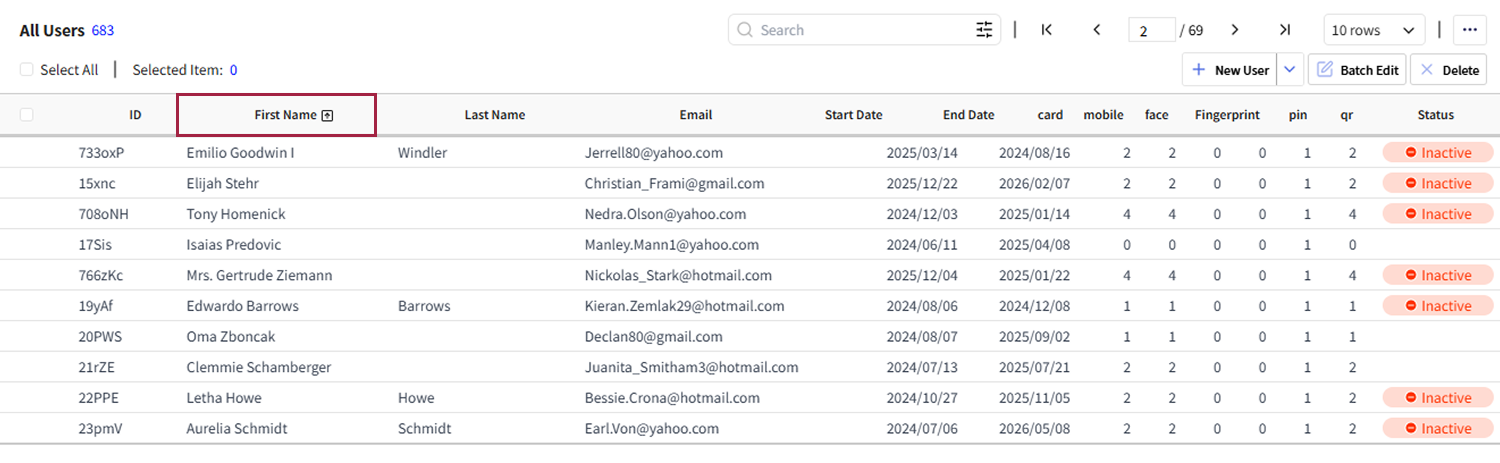 All Users 683 Search 2 / 69 10 rows
Select All Selected Item: 0 New User Batch Edit Delete
ID First Name Last Name Email Start Date End Date card mobile face Fingerprint pin qr Status
733oxP Emilio Goodwin I Windler Jerrell80@yahoo.com 2025/03/14 2024/08/16 2 2 0 0 1 2 Inactive
15xnc Elijah Stehr Christian_Frami@gmail.com 2025/12/22 2026/02/07 2 2 0 0 1 2 Inactive
708oNH Tony Homenick Nedra.Olson@yahoo.com 2024/12/03 2025/01/14 4 4 0 0 1 4 Inactive
17Sis Isaias Predovic Manley.Mann1@yahoo.com 2024/06/11 2025/04/08 0 0 0 0 1 0
766zKc Mrs. Gertrude Ziemann Nickolas_Stark@hotmail.com 2025/12/04 2025/01/22 4 4 0 0 1 4 Inactive
19yAf Edwardo Barrows Barrows Kieran.Zemlak29@hotmail.com 2024/08/06 2024/12/08 1 1 0 0 1 1 Inactive
20PWS Oma Zboncak Declan80@gmail.com 2024/08/07 2025/09/02 1 1 0 0 1 1
21rZE Clemmie Schamberger Juanita_Smitham3@hotmail.com 2024/07/13 2025/07/21 2 2 0 0 1 2
22PPE Letha Howe Howe Bessie.Crona@hotmail.com 2024/10/27 2025/11/05 2 2 0 0 1 2 Inactive
23pmV Aurelia Schmidt Schmidt Earl.Von@yahoo.com 2024/07/06 2026/05/08 2 2 0 0 1 2 Inactive